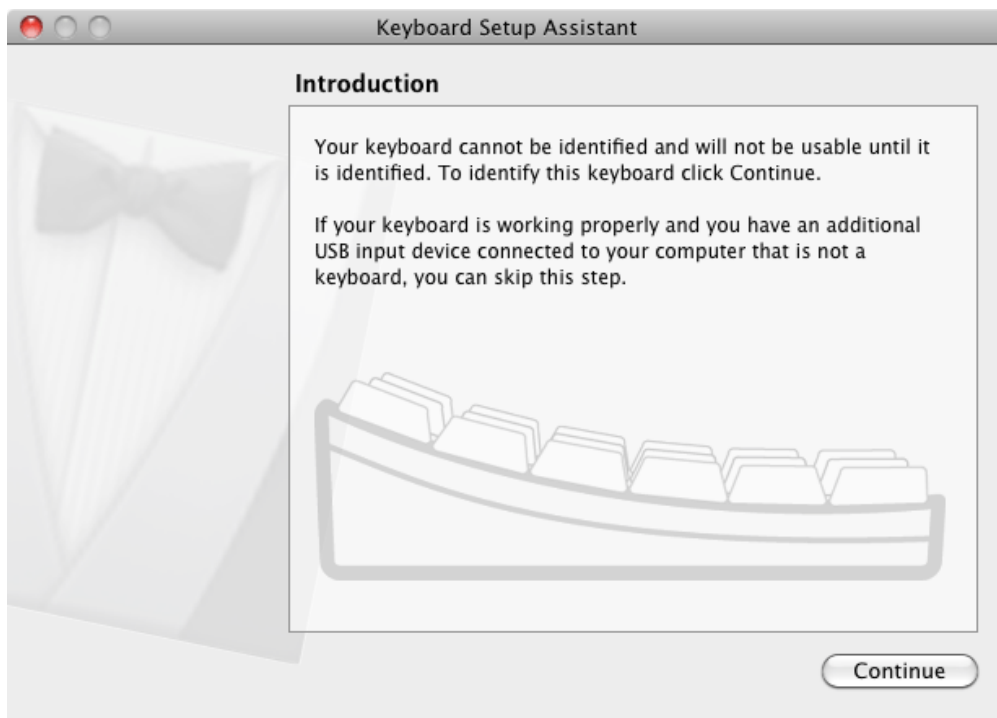 Keyboard Setup Assistant
Introduction
Your keyboard cannot be identified and will not be usable until it
is identified. To identify this keyboard click Continue.
If your keyboard is working properly and you have an additional
USB input device connected to your computer that is not a
keyboard, you can skip this step.
Continue